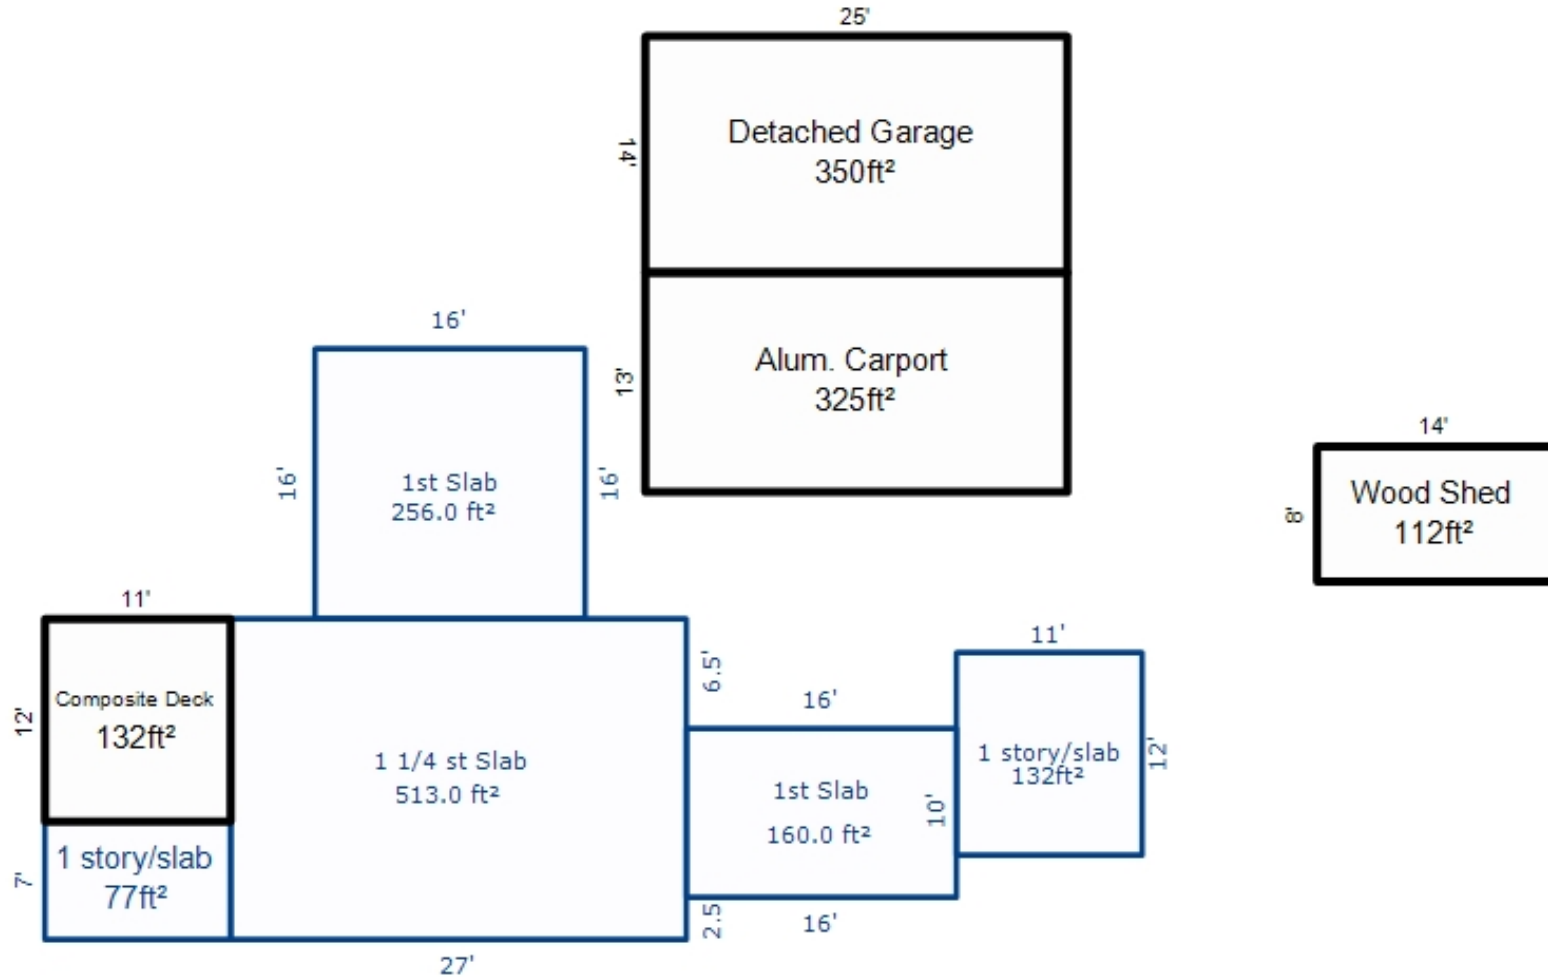 25'
Detached Garage
350ft²
14'
Alum. Carport
325ft²
13'
16'
1st Slab
256.0 ft²
16'
16'
14'
Wood Shed
112ft²
8'
11'
Composite Deck
132ft²
12'
1 1/4 st Slab
513.0 ft²
6.5'
16'
1st Slab
160.0 ft²
10'
11'
1 story/slab
132ft²
12'
1 story/slab
77ft²
7'
2.5
16'
27'